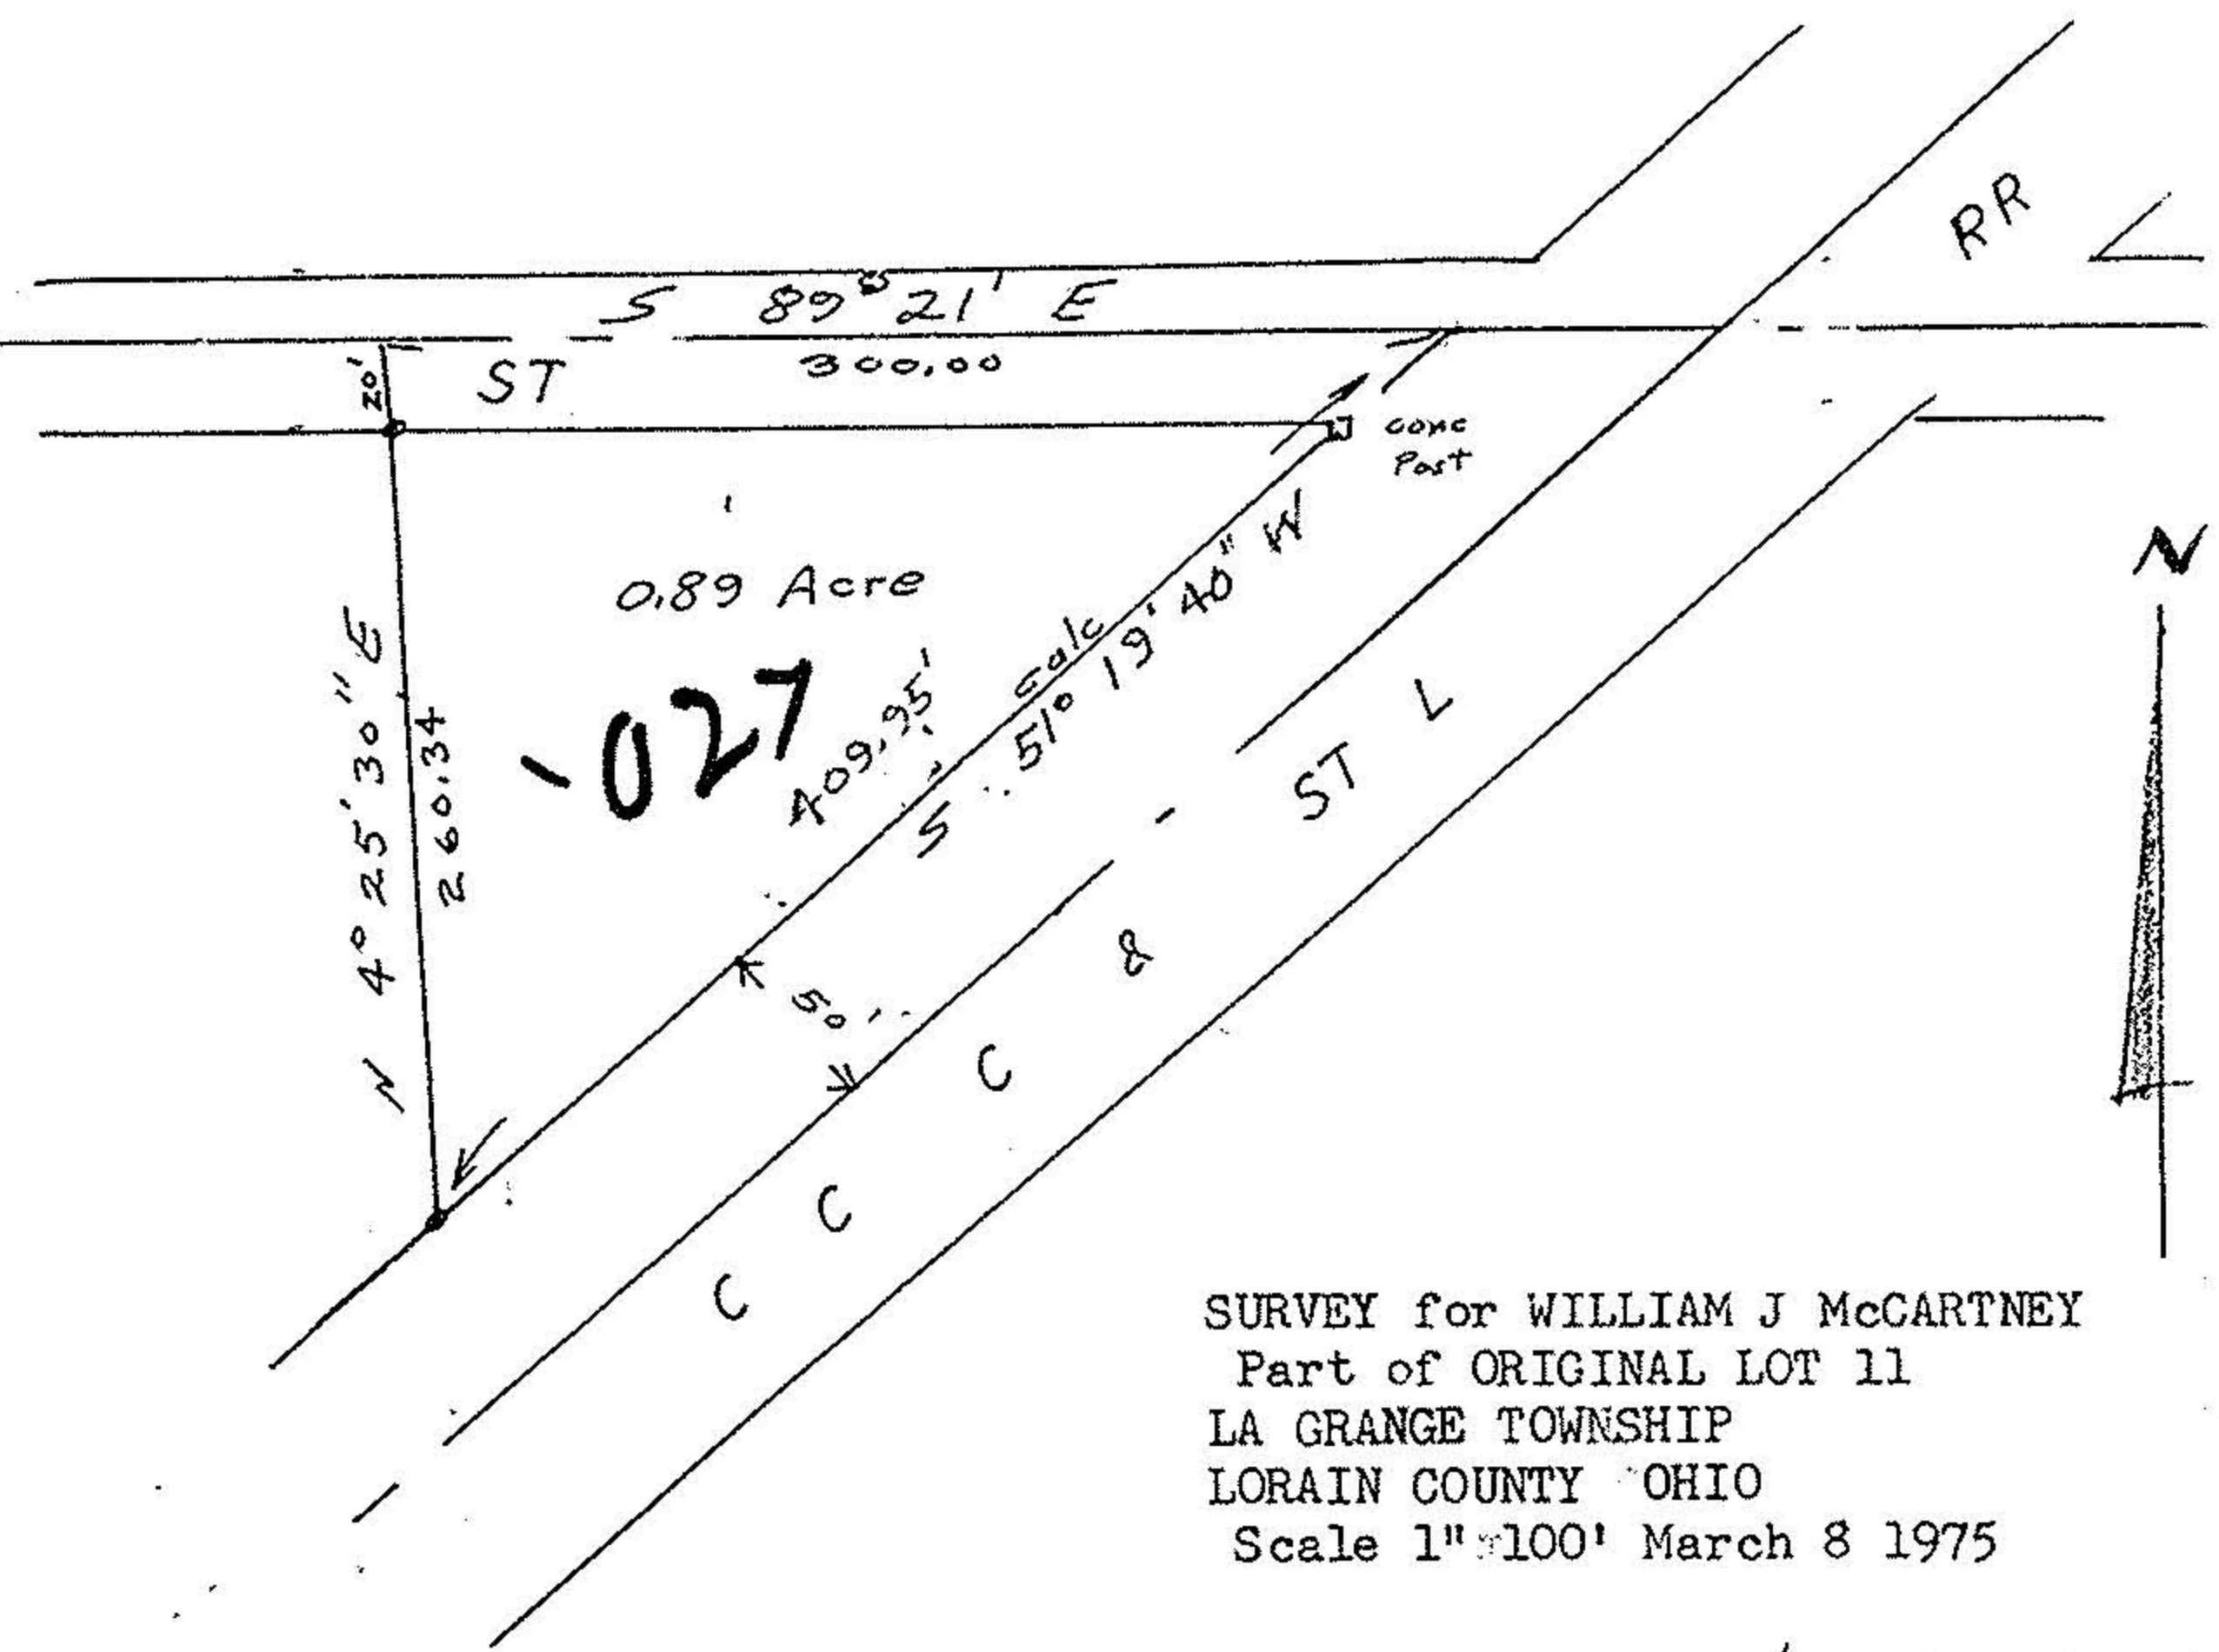 RR
S 89° 21' E
300.00
20'
ST
conc
Post
0.89 Acre
N
-027
N 4° 25' 30" E
260.34
409.95'
calc
S 51° 19' 40" W
50'
C C C & ST L
SURVEY for WILLIAM J McCARTNEY
Part of ORIGINAL LOT 11
LA GRANGE TOWNSHIP
LORAIN COUNTY OHIO
Scale 1" 100' March 8 1975